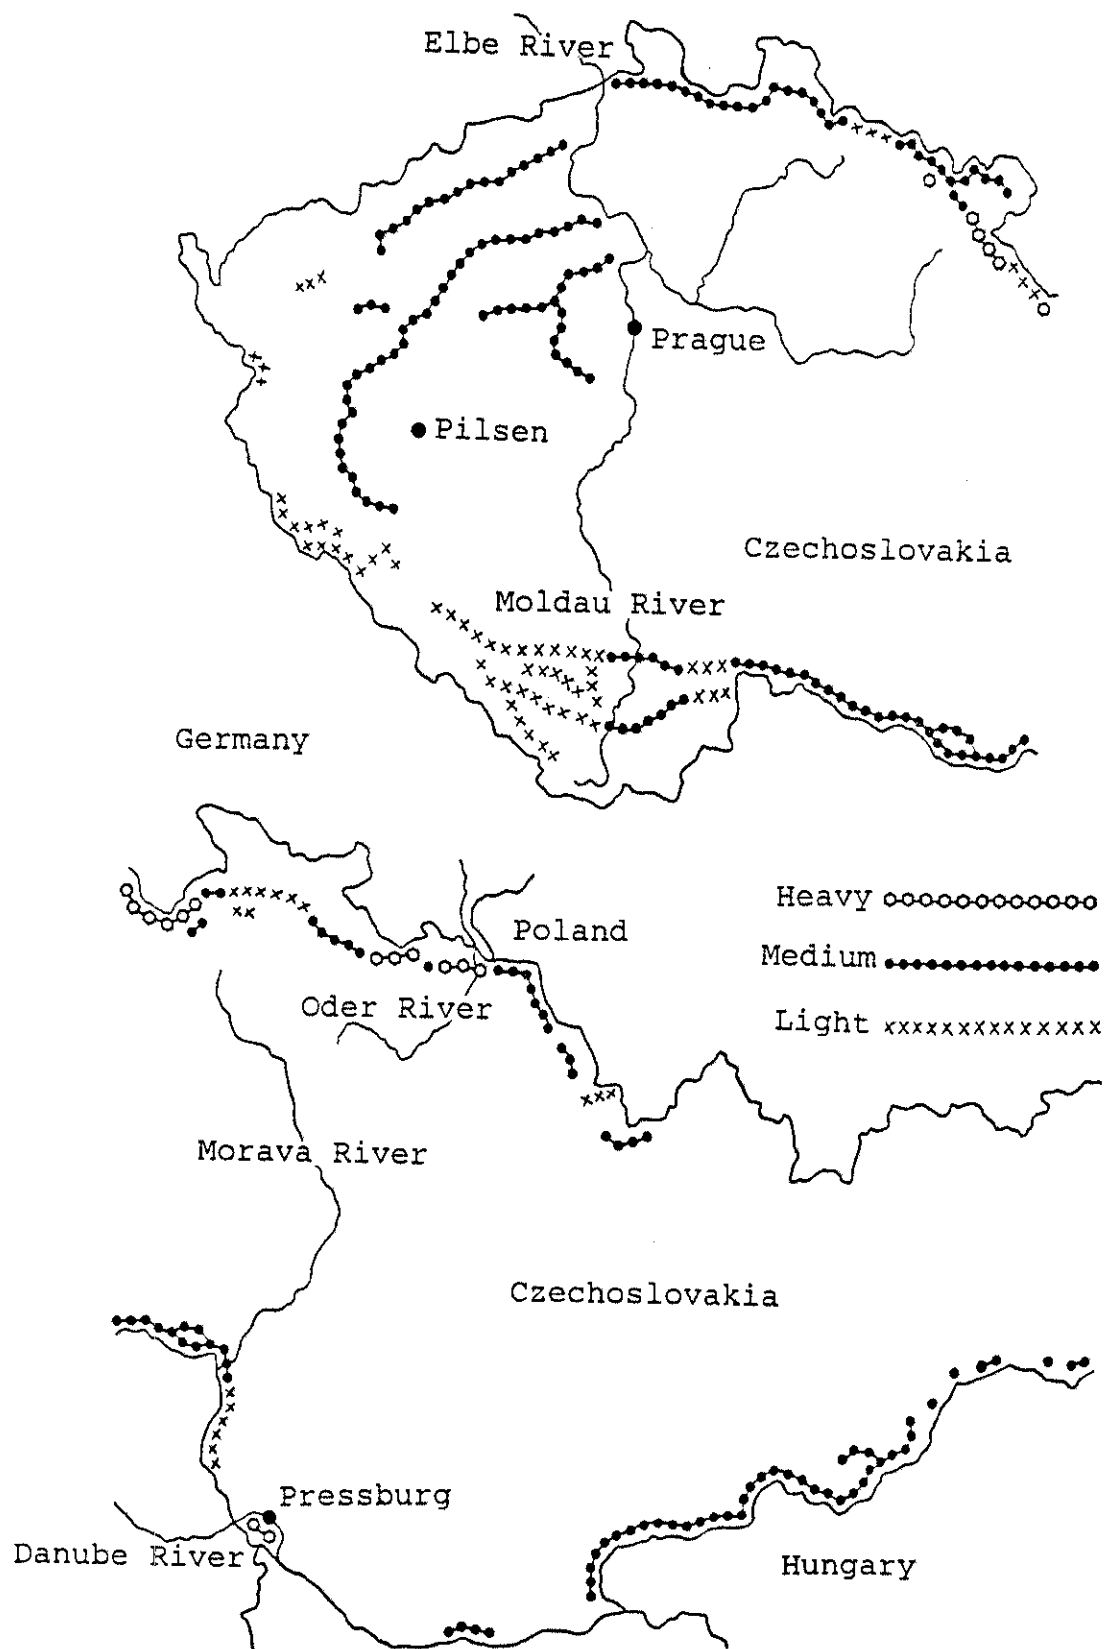 Elbe River
Prague
Pilsen
Czechoslovakia
Moldau River
Germany
Heavy
Poland
Medium
Oder River
Light
Morava River
Czechoslovakia
Pressburg
Danube River
Hungary